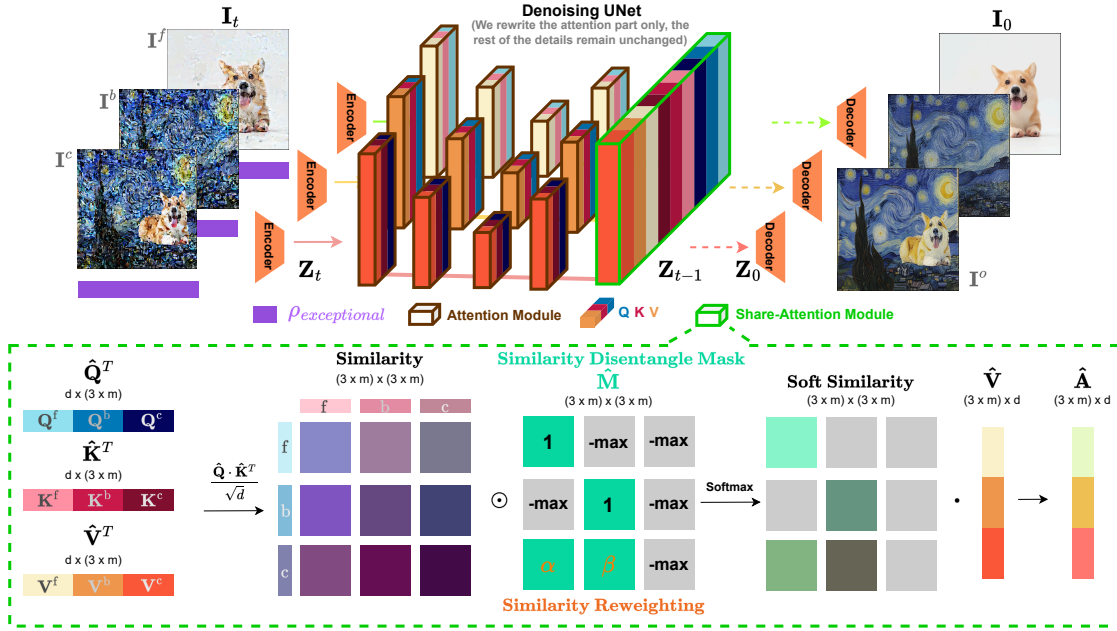 Denoising UNet
(We rewrite the attention part only, the
rest of the details remain unchanged)
I_t
I^f
I^b
I^c
I_0
I^o
Encoder
Encoder
Encoder
Decoder
Decoder
Decoder
Z_t
Z_{t−1}
Z_0
ρ_{exceptional}
Attention Module
Q K V
Share-Attention Module
Q̂^T
d x (3 x m)
Q^f Q^b Q^c
K̂^T
d x (3 x m)
K^f K^b K^c
V̂^T
d x (3 x m)
V^f V^b V^c
Q̂ · K̂^T
√d
Similarity
(3 x m) x (3 x m)
f b c
f
b
c
⊙
Similarity Disentangle Mask
M̂
(3 x m) x (3 x m)
1 -max -max
-max 1 -max
α β -max
Similarity Reweighting
Softmax
Soft Similarity
(3 x m) x (3 x m)
·
V̂
(3 x m) x d
Â
(3 x m) x d